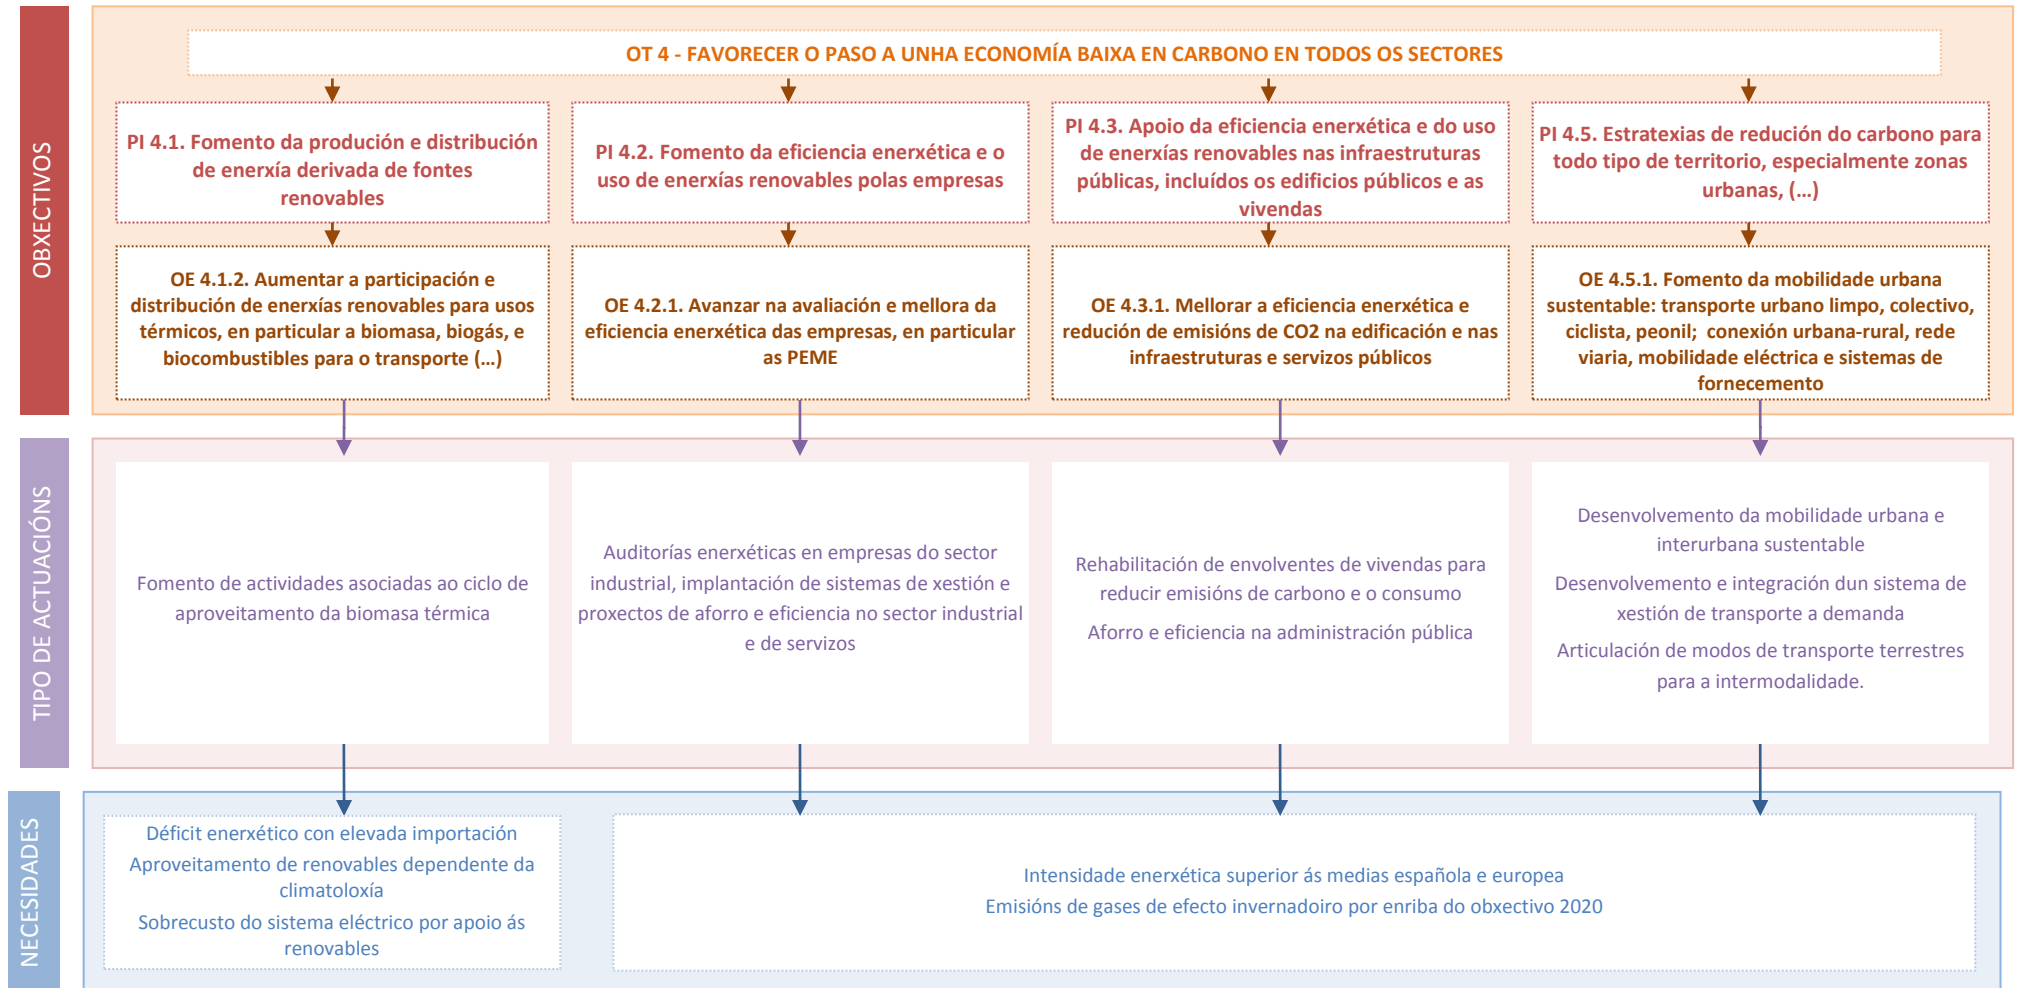 OBXECTIVOS
OT 4 - FAVORECER O PASO A UNHA ECONOMÍA BAIXA EN CARBONO EN TODOS OS SECTORES
PI 4.1. Fomento da produción e distribución
de enerxía derivada de fontes
renovables
PI 4.2. Fomento da eficiencia enerxética e o
uso de enerxías renovables polas empresas
PI 4.3. Apoio da eficiencia enerxética e do uso
de enerxías renovables nas infraestruturas
públicas, incluídos os edificios públicos e as
vivendas
PI 4.5. Estratexias de redución do carbono para
todo tipo de territorio, especialmente zonas
urbanas, (…)
OE 4.1.2. Aumentar a participación e
distribución de enerxías renovables para usos
térmicos, en particular a biomasa, biogás, e
biocombustibles para o transporte (…)
OE 4.2.1. Avanzar na avaliación e mellora da
eficiencia enerxética das empresas, en particular
as PEME
OE 4.3.1. Mellorar a eficiencia enerxética e
redución de emisións de CO2 na edificación e nas
infraestruturas e servizos públicos
OE 4.5.1. Fomento da mobilidade urbana
sustentable: transporte urbano limpo, colectivo,
ciclista, peonil; conexión urbana-rural, rede
viaria, mobilidade eléctrica e sistemas de
fornecemento
TIPO DE ACTUACIÓNS
Fomento de actividades asociadas ao ciclo de
aproveitamento da biomasa térmica
Auditorías enerxéticas en empresas do sector
industrial, implantación de sistemas de xestión e
proxectos de aforro e eficiencia no sector industrial
e de servizos
Rehabilitación de envolventes de vivendas para
reducir emisións de carbono e o consumo
Aforro e eficiencia na administración pública
Desenvolvemento da mobilidade urbana e
interurbana sustentable
Desenvolvemento e integración dun sistema de
xestión de transporte a demanda
Articulación de modos de transporte terrestres
para a intermodalidade.
NECESIDADES
Déficit enerxético con elevada importación
Aproveitamento de renovables dependente da
climatoloxía
Sobrecusto do sistema eléctrico por apoio ás
renovables
Intensidade enerxética superior ás medias española e europea
Emisións de gases de efecto invernadoiro por enriba do obxectivo 2020